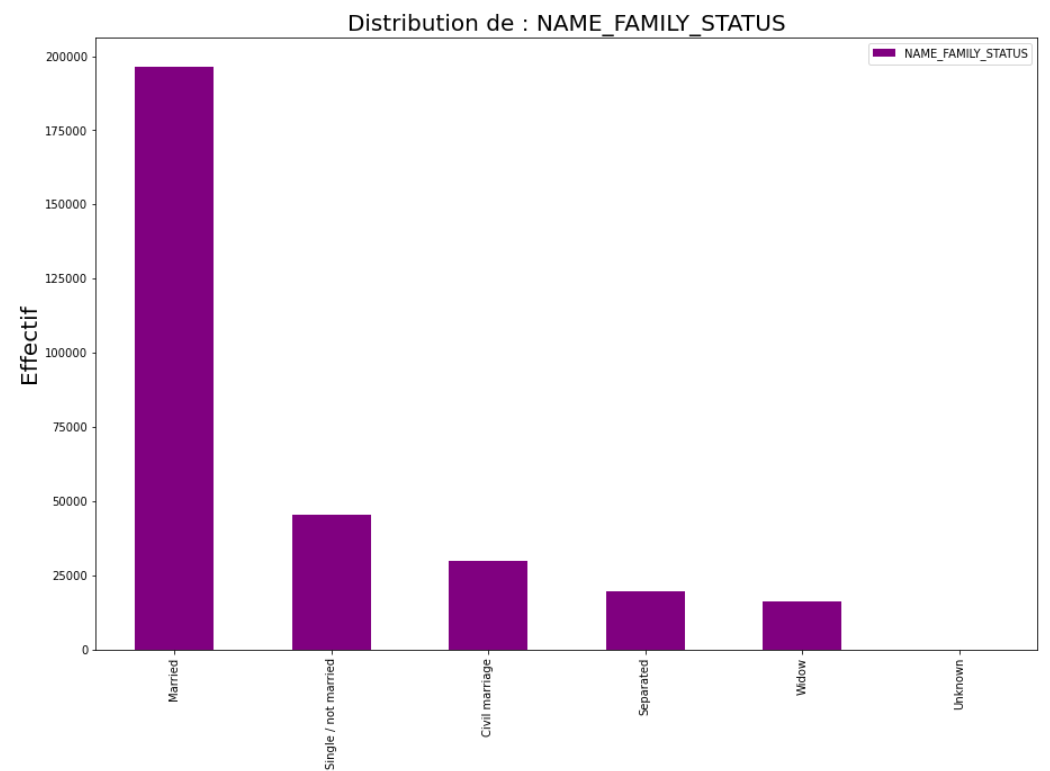 Distribution de : NAME_FAMILY_STATUS
NAME_FAMILY_STATUS
200000
175000
150000
125000
100000
75000
50000
25000
0
Effectif
Married
Single / not married
Civil marriage
Separated
Widow
Unknown